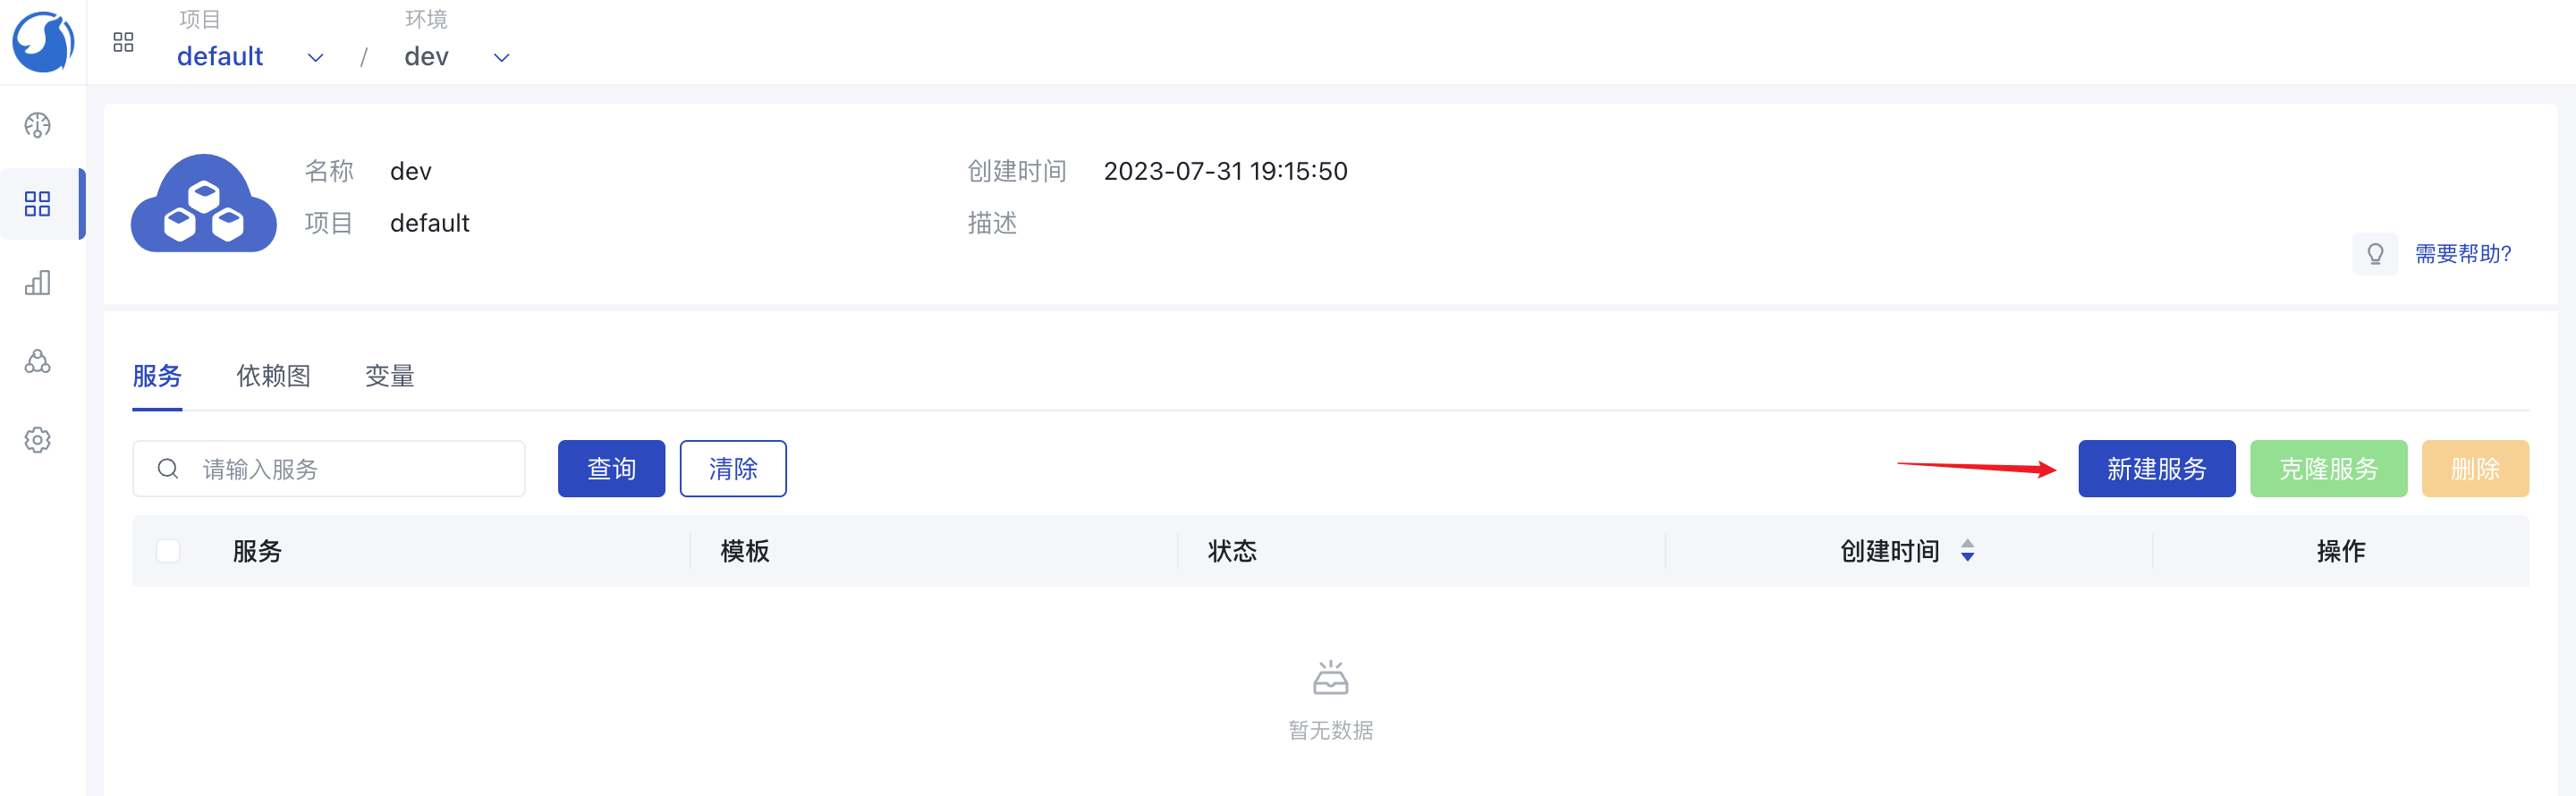 项目 环境
default / dev
名称 dev 创建时间 2023-07-31 19:15:50
项目 default 描述
需要帮助?
服务 依赖图 变量
请输入服务 查询 清除 新建服务 克隆服务 删除
服务 模板 状态 创建时间 操作
暂无数据